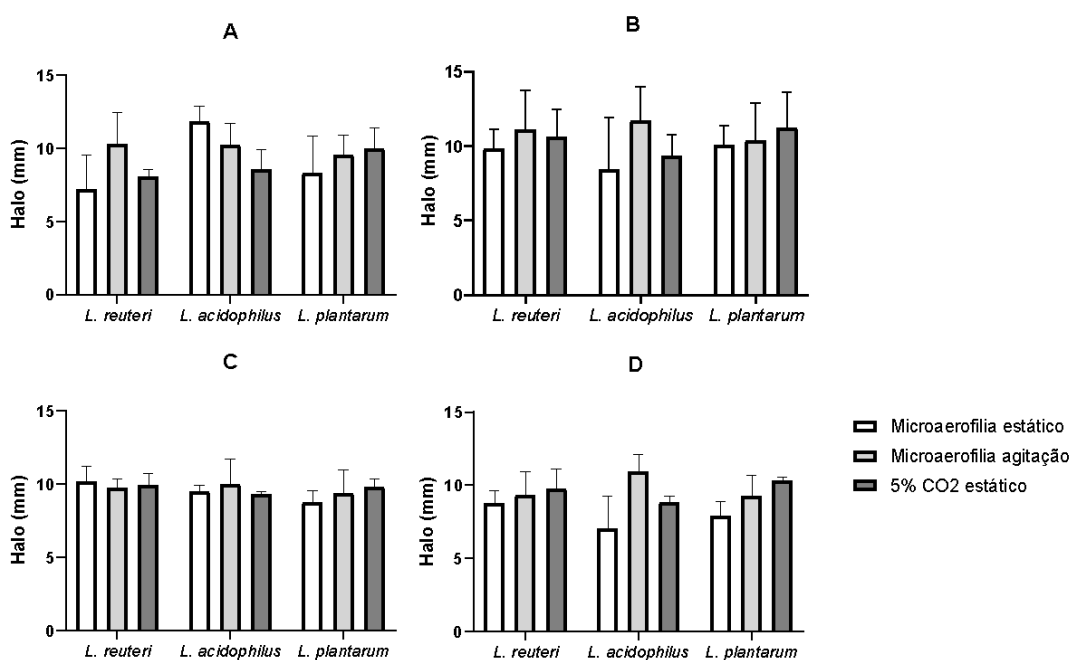 A
Halo (mm)
15
10
5
0
L. reuteri L. acidophilus L. plantarum
B
Halo (mm)
15
10
5
0
L. reuteri L. acidophilus L. plantarum
C
Halo (mm)
15
10
5
0
L. reuteri L. acidophilus L. plantarum
D
Halo (mm)
15
10
5
0
L. reuteri L. acidophilus L. plantarum
Microaerofilia estático
Microaerofilia agitação
5% CO2 estático